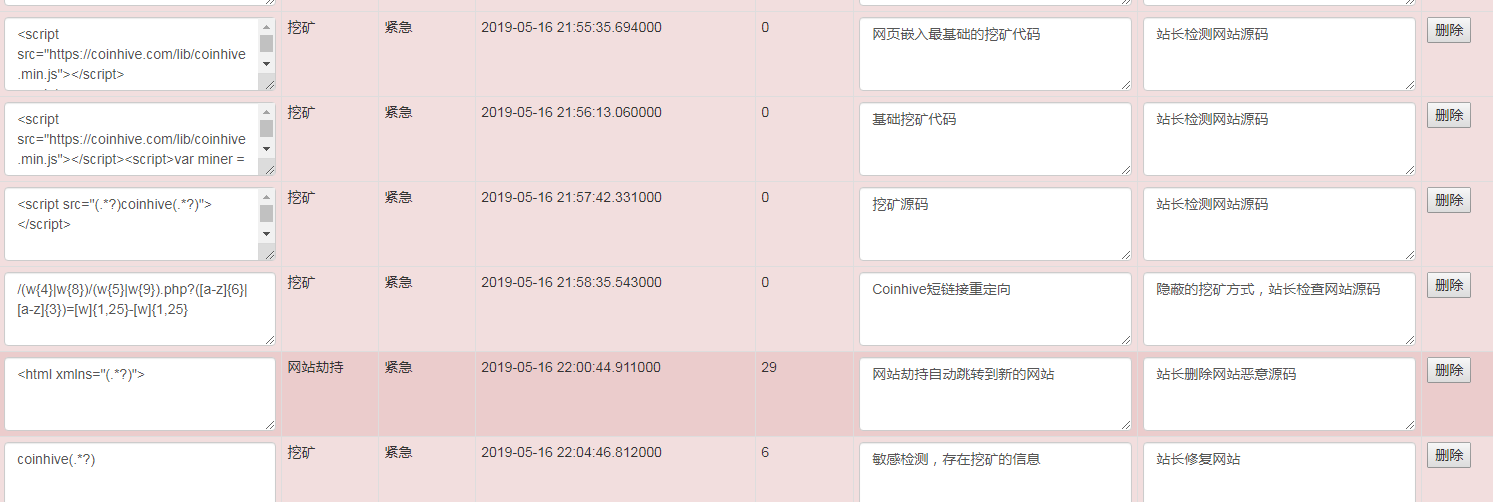 <script
src="https://coinhive.com/lib/coinhive
.min.js"></script>
挖矿
紧急
2019-05-16 21:55:35.694000
0
网页嵌入最基础的挖矿代码
站长检测网站源码
删除
<script
src="https://coinhive.com/lib/coinhive
.min.js"></script><script>var miner =
挖矿
紧急
2019-05-16 21:56:13.060000
0
基础挖矿代码
站长检测网站源码
删除
<script src="(.*?)coinhive(.*?)">
</script>
挖矿
紧急
2019-05-16 21:57:42.331000
0
挖矿源码
站长检测网站源码
删除
/(w{4}|w{8})/(w{5}|w{9}).php?([a-z]{6}|
[a-z]{3})=[w]{1,25}-[w]{1,25}
挖矿
紧急
2019-05-16 21:58:35.543000
0
Coinhive短链接重定向
隐蔽的挖矿方式，站长检查网站源码
删除
<html xmlns="(.*?)">
网站劫持
紧急
2019-05-16 22:00:44.911000
29
网站劫持自动跳转到新的网站
站长删除网站恶意源码
删除
coinhive(.*?)
挖矿
紧急
2019-05-16 22:04:46.812000
6
敏感检测，存在挖矿的信息
站长修复网站
删除